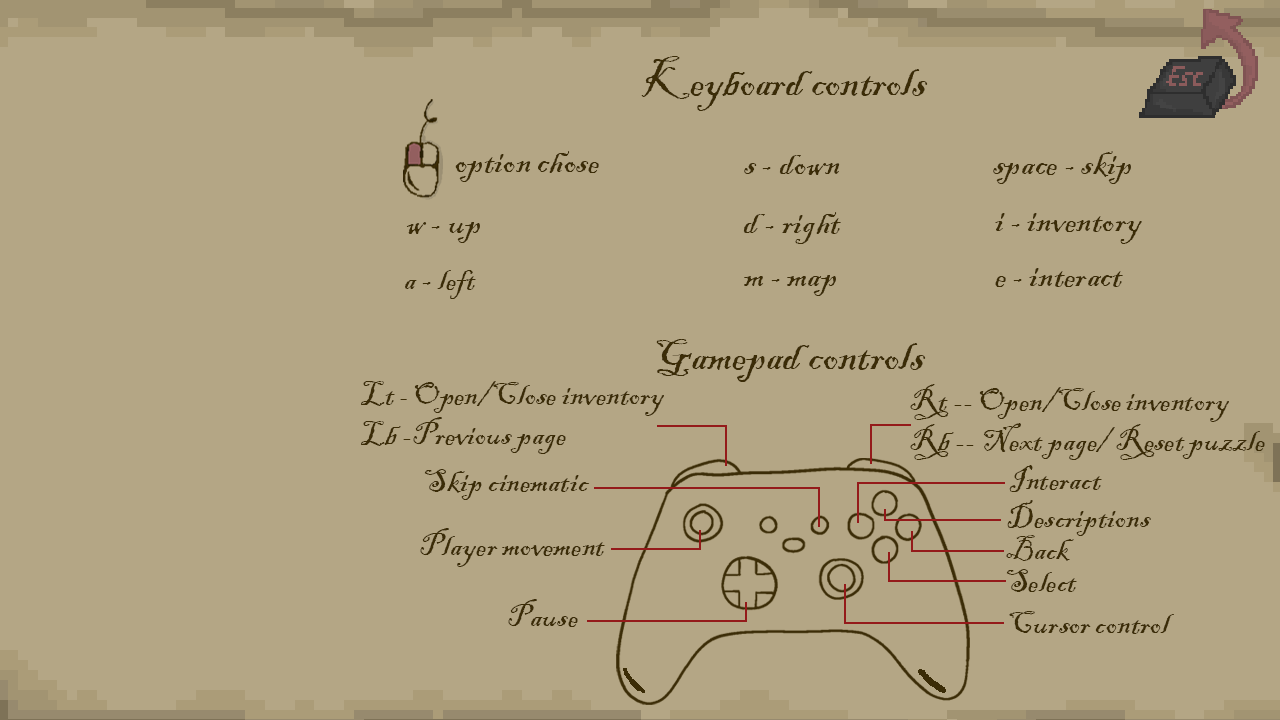 Keyboard controls
Esc
option chose
s - down
space - skip
w - up
d - right
i - inventory
a - left
m - map
e - interact
Gamepad controls
Lt - Open/Close inventory
Lb -Previous page
Rt -- Open/Close inventory
Rb -- Next page/ Reset puzzle
Skip cinematic
Interact
Descriptions
Player movement
Back
Select
Pause
Cursor control